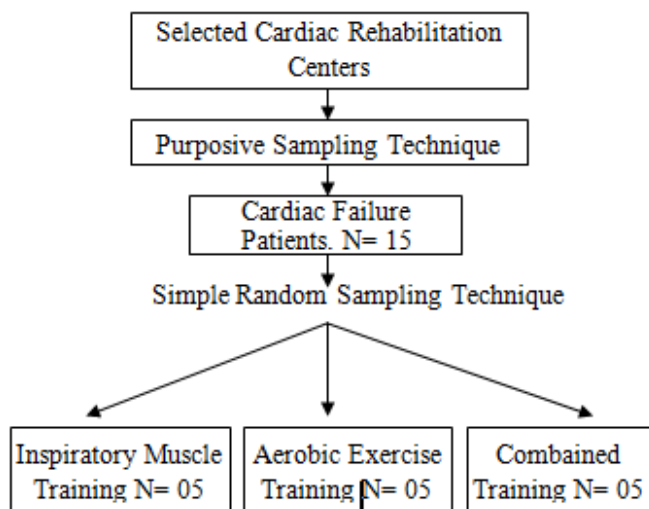 Selected Cardiac Rehabilitation
Centers
Purposive Sampling Technique
Cardiac Failure
Patients. N= 15
Simple Random Sampling Technique
Inspiratory Muscle
Training N= 05
Aerobic Exercise
Training N= 05
Combained
Training N= 05